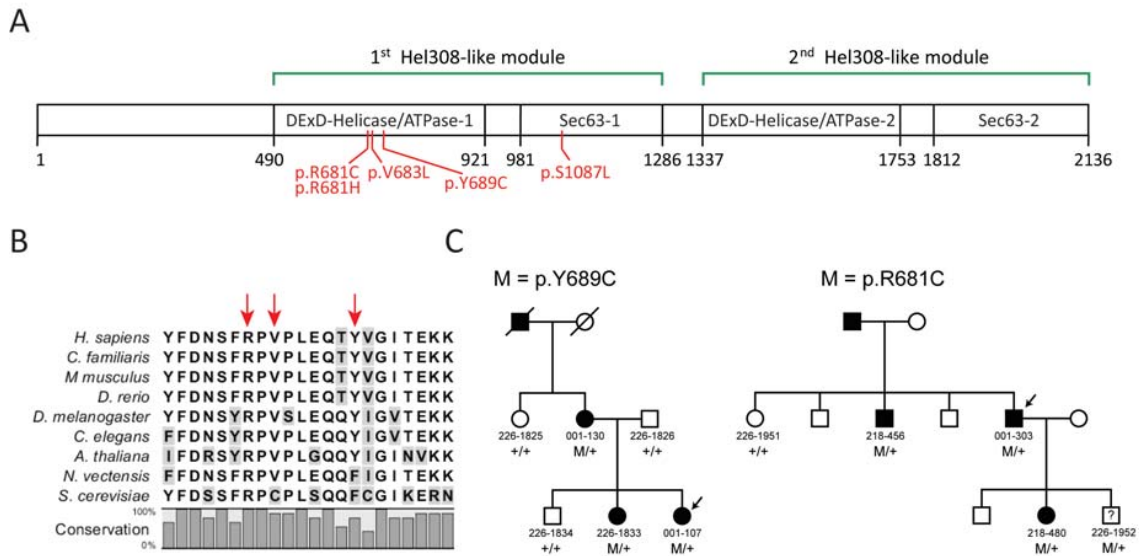 A
1st Hel308-like module 2nd Hel308-like module
DExD-Helicase/ATPase-1 Sec63-1 DExD-Helicase/ATPase-2 Sec63-2
1 490 921 981 1286 1337 1753 1812 2136
p.R681C p.V683L p.Y689C p.S1087L
p.R681H
B
H. sapiens YFDNSFRPVPLEQTYVGITEKK
C. familiaris YFDNSFRPVPLEQTYVGITEKK
M musculus YFDNSFRPVPLEQTYVGITEKK
D. rerio YFDNSFRPVPLEQTYVGITEKK
D. melanogaster YFDNSYRPVSLEQQYIGVTEKK
C. elegans FFDNSYRPVPLEQQYIGVTEKK
A. thaliana IFDRSYRPVPLGQQYIGINVKK
N. vectensis FFDNSFRPVPLEQQFIGITEKK
S. cerevisiae YFDSSFRPCPLSQQFCGIKERN
100%
Conservation
0%
C
M = p.Y689C M = p.R681C
226-1825 001-130 226-1826
+/+ M/+ +/+
226-1834 226-1833 001-107
+/+ M/+ M/+
226-1951 218-456 001-303
+/+ M/+ M/+
?
218-480 226-1952
M/+ M/+